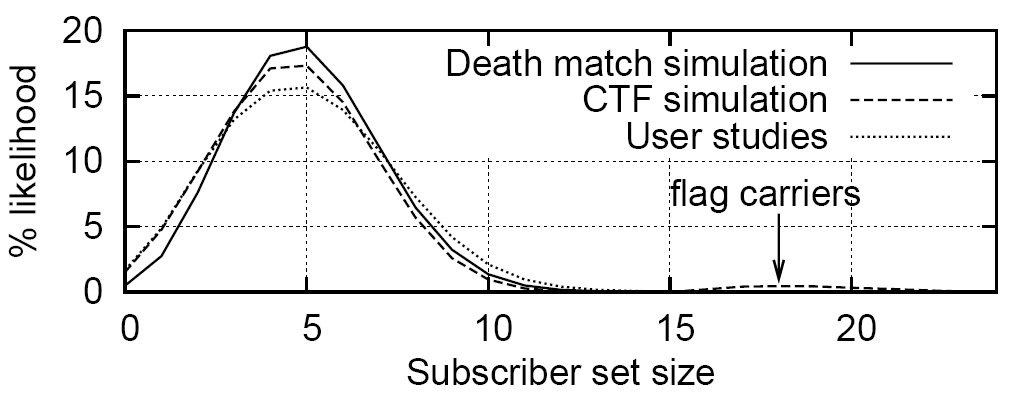 20
15
10
5
0
% likelihood
Death match simulation
CTF simulation
User studies
flag carriers
0 5 10 15 20
Subscriber set size